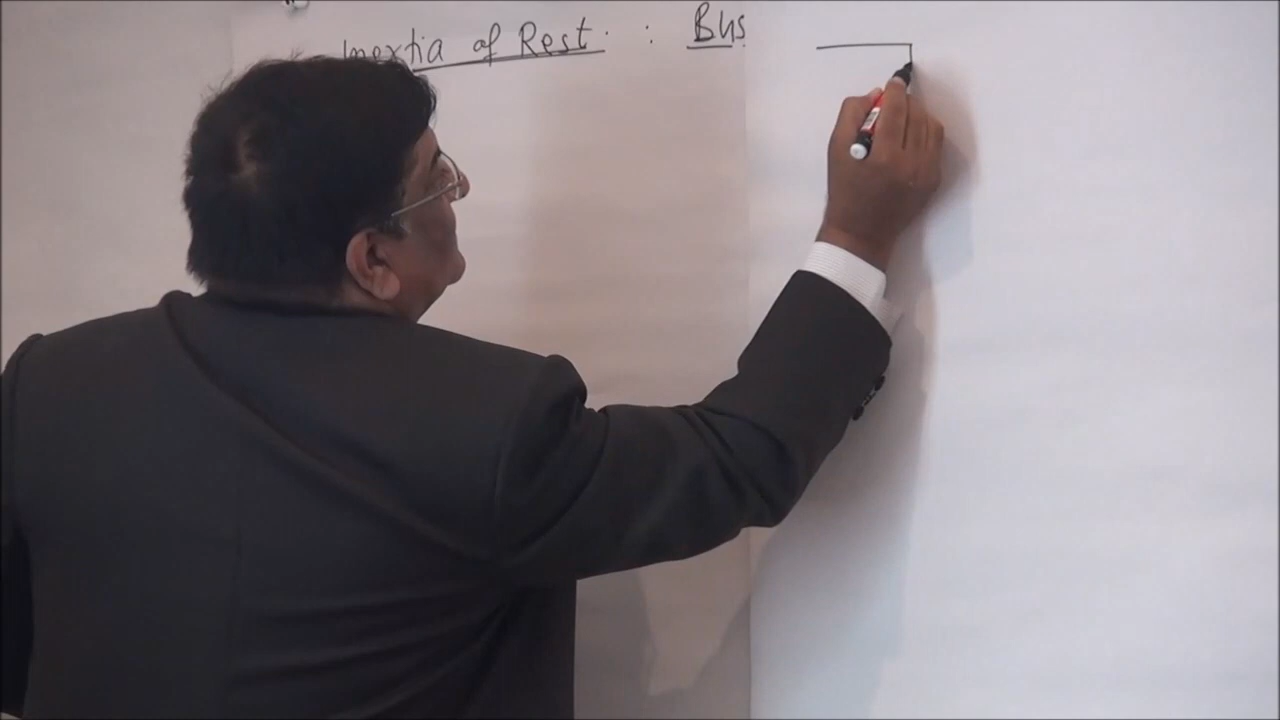 Inertia of Rest. : Bus